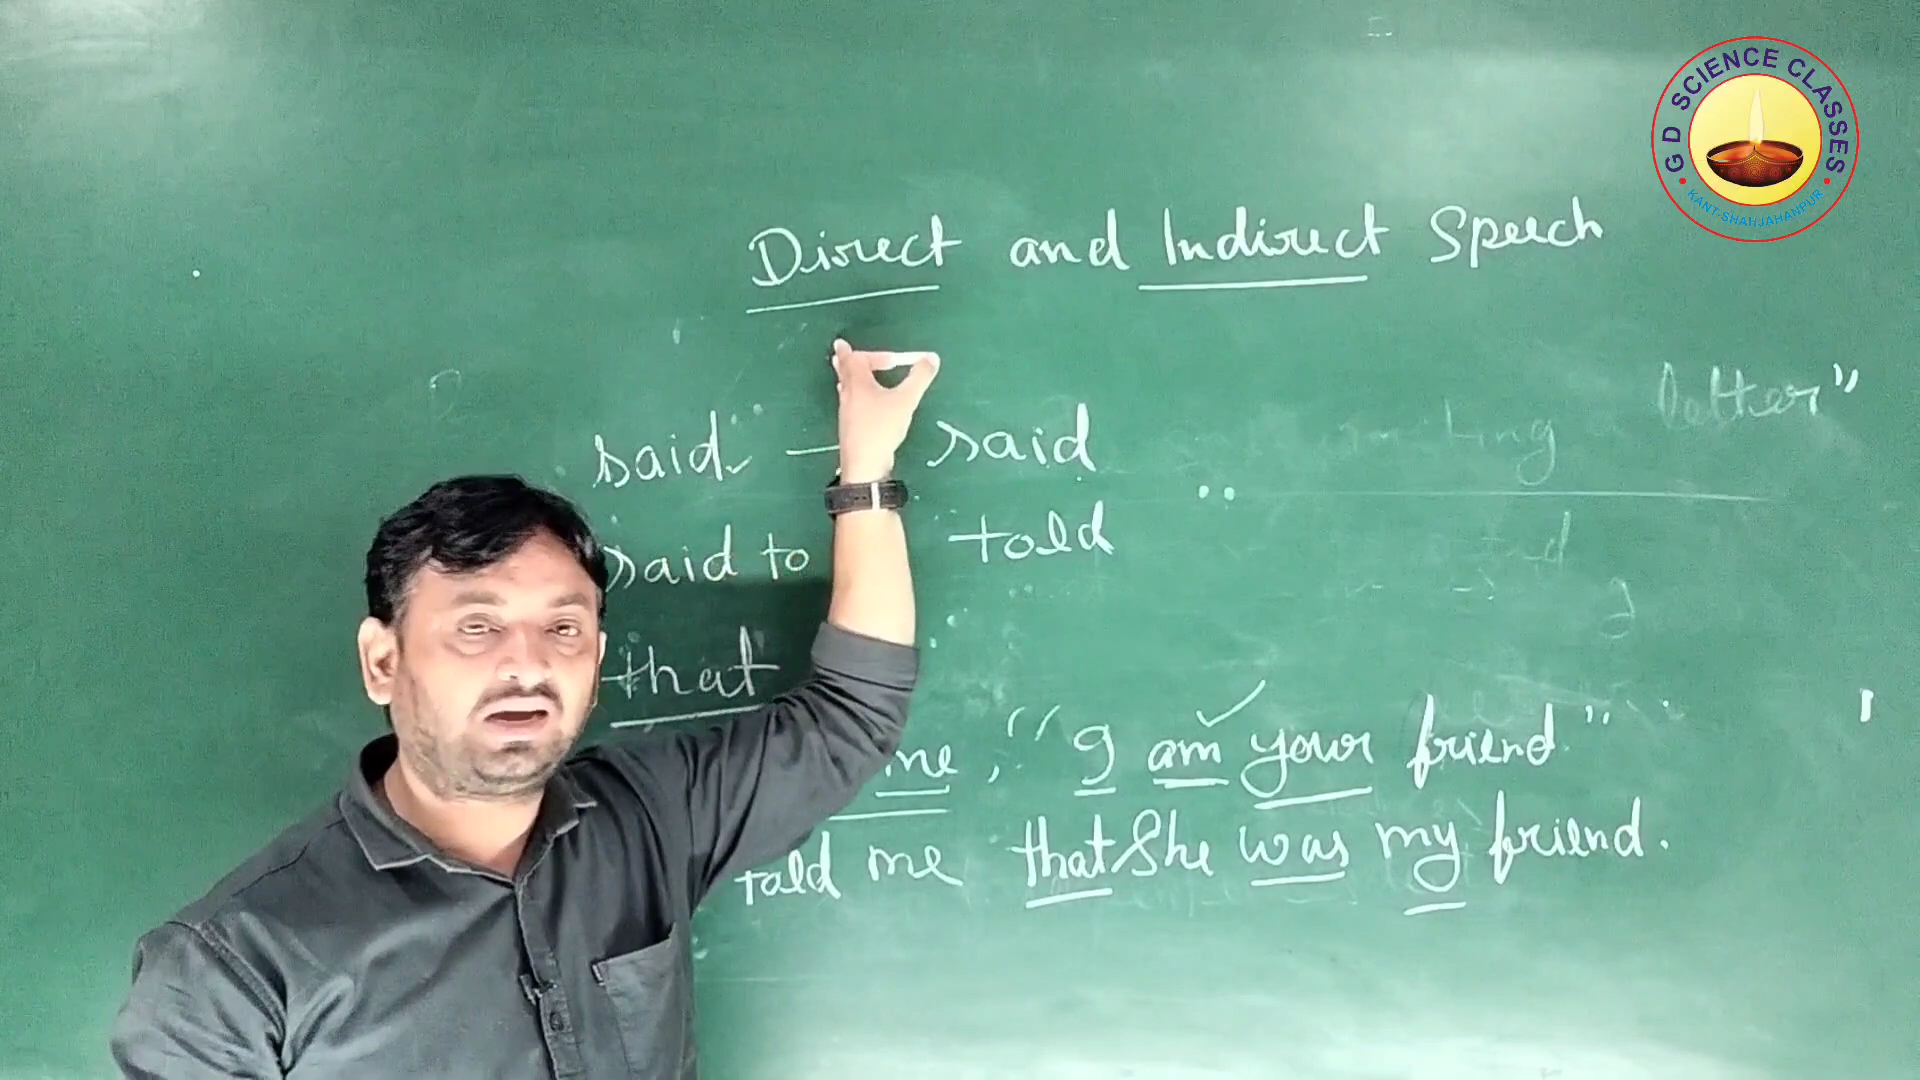 GD SCIENCE CLASSES
KANT-SHAHJAHANPUR
Direct and Indirect Speech
letter"
said → said
said to told
that
me, "I am your friend"
told me that She was my friend.